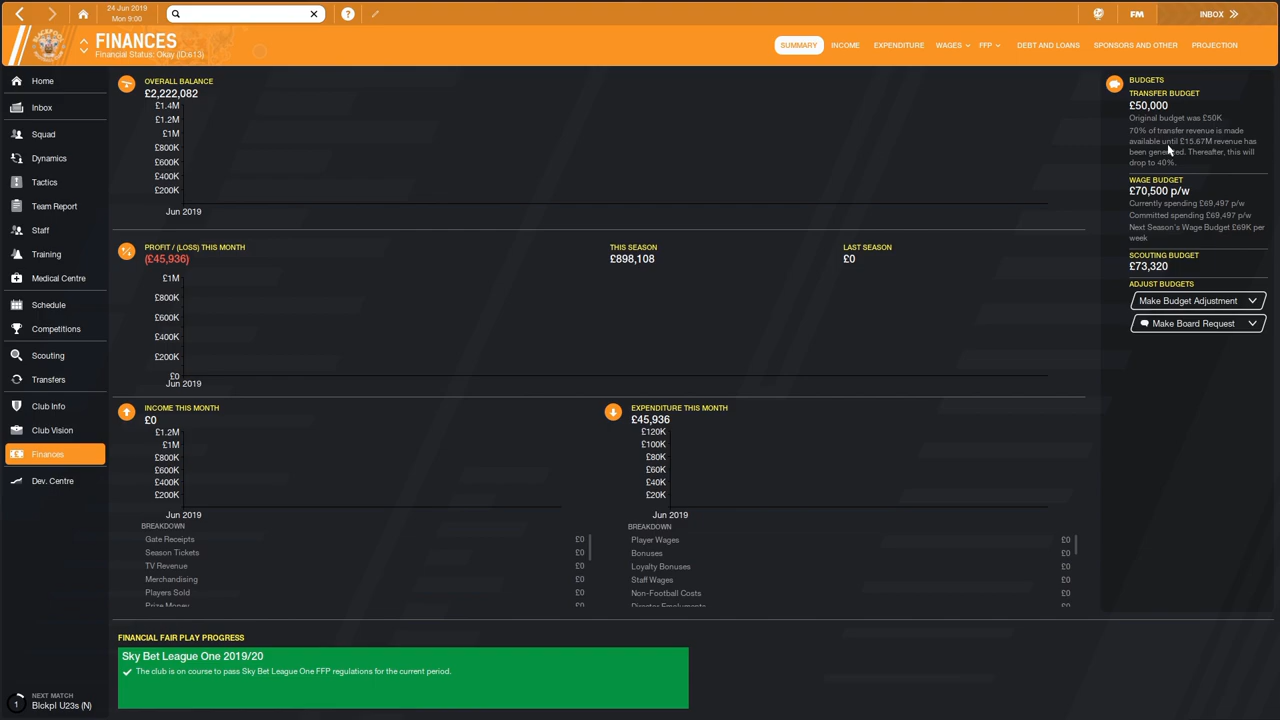 24 Jun 2019
Mon 9:00
FM
INBOX
BLACKPOOL
FINANCES
Financial Status: Okay (ID:613)
SUMMARY
INCOME
EXPENDITURE
WAGES
FFP
DEBT AND LOANS
SPONSORS AND OTHER
PROJECTION
Home
Inbox
Squad
Dynamics
Tactics
Team Report
Staff
Training
Medical Centre
Schedule
Competitions
Scouting
Transfers
Club Info
Club Vision
Finances
Dev. Centre
1
NEXT MATCH
Blckpl U23s (N)
OVERALL BALANCE
£2,222,082
£1.4M
£1.2M
£1M
£800K
£600K
£400K
£200K
Jun 2019
PROFIT / (LOSS) THIS MONTH
(£45,936)
THIS SEASON
£898,108
LAST SEASON
£0
£1M
£800K
£600K
£400K
£200K
£0
Jun 2019
INCOME THIS MONTH
£0
£1.2M
£1M
£800K
£600K
£400K
£200K
Jun 2019
BREAKDOWN
Gate Receipts £0
Season Tickets £0
TV Revenue £0
Merchandising £0
Players Sold £0
Prize Money £0
EXPENDITURE THIS MONTH
£45,936
£120K
£100K
£80K
£60K
£40K
£20K
Jun 2019
BREAKDOWN
Player Wages £0
Bonuses £0
Loyalty Bonuses £0
Staff Wages £0
Non-Football Costs £0
Director Emoluments £0
FINANCIAL FAIR PLAY PROGRESS
Sky Bet League One 2019/20
The club is on course to pass Sky Bet League One FFP regulations for the current period.
BUDGETS
TRANSFER BUDGET
£50,000
Original budget was £50K
70% of transfer revenue is made
available until £15.67M revenue has
been generated. Thereafter, this will
drop to 40%.
WAGE BUDGET
£70,500 p/w
Currently spending £69,497 p/w
Committed spending £69,497 p/w
Next Season's Wage Budget £69K per
week
SCOUTING BUDGET
£73,320
ADJUST BUDGETS
Make Budget Adjustment
Make Board Request